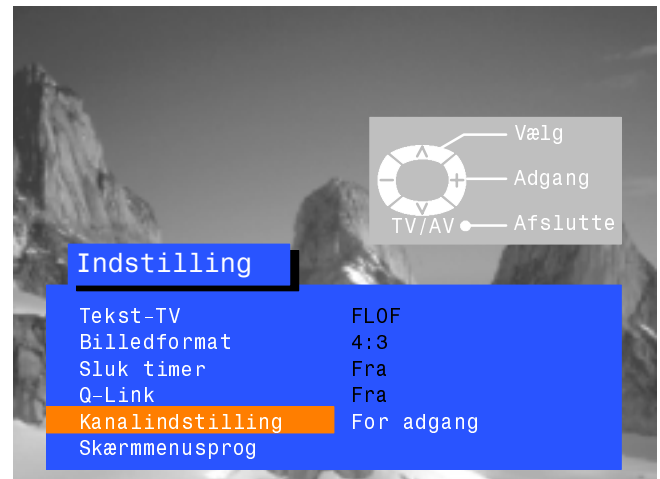 Vælg
Adgang
TV/AV Afslutte
Indstilling
Tekst-TV FLOF
Billedformat 4:3
Sluk timer Fra
Q-Link Fra
Kanalindstilling For adgang
Skærmmenusprog